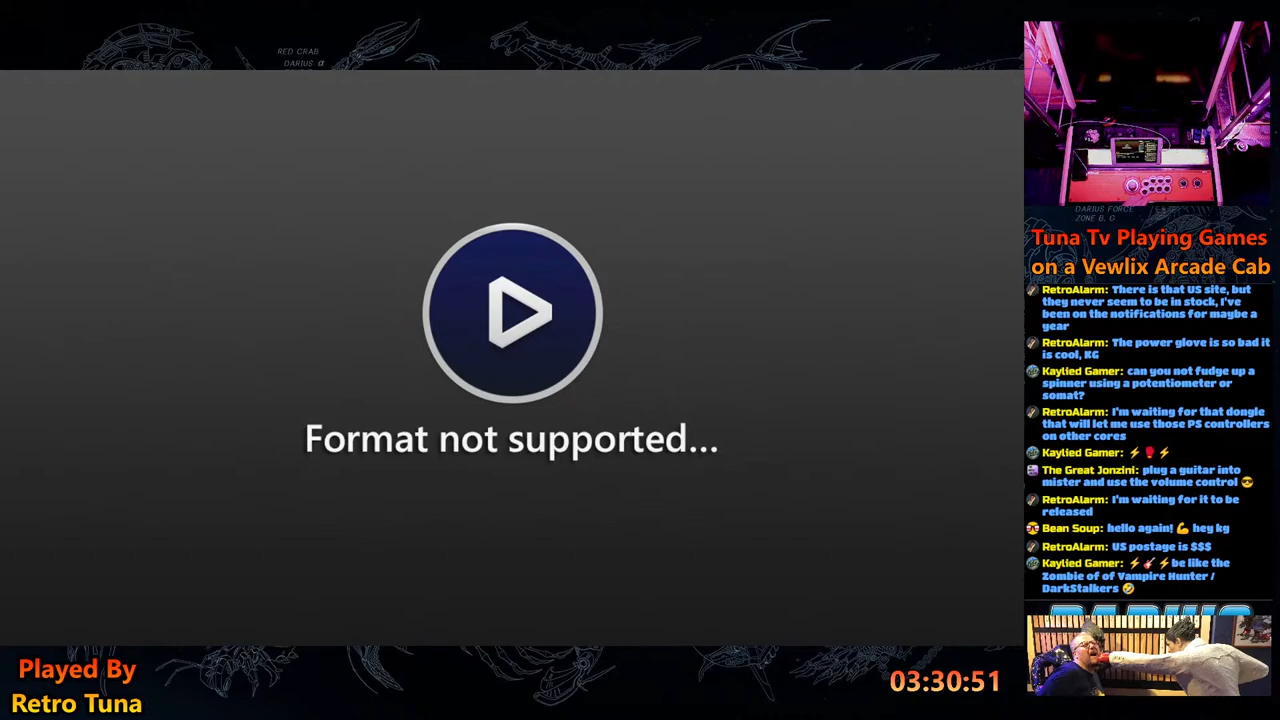 RED CRAB
DARIUS α
Format not supported...
Played By
Retro Tuna
03:30:51
DARIUS FORCE
ZONE B, G
Tuna Tv Playing Games
on a Vewlix Arcade Cab
RetroAlarm: There is that US site, but
they never seem to be in stock, I've
been on the notifications for maybe a
year
RetroAlarm: The power glove is so bad it
is cool, KG
Kaylied Gamer: can you not fudge up a
spinner using a potentiometer or
somat?
RetroAlarm: I'm waiting for that dongle
that will let me use those PS controllers
on other cores
Kaylied Gamer: ⚡🥊⚡
The Great Jonzini: plug a guitar into
mister and use the volume control 😎
RetroAlarm: I'm waiting for it to be
released
Bean Soup: hello again! 💪 hey kg
RetroAlarm: US postage is $$$
Kaylied Gamer: ⚡🎸⚡be like the
Zombie of of Vampire Hunter /
DarkStalkers 🤣
DARIUS